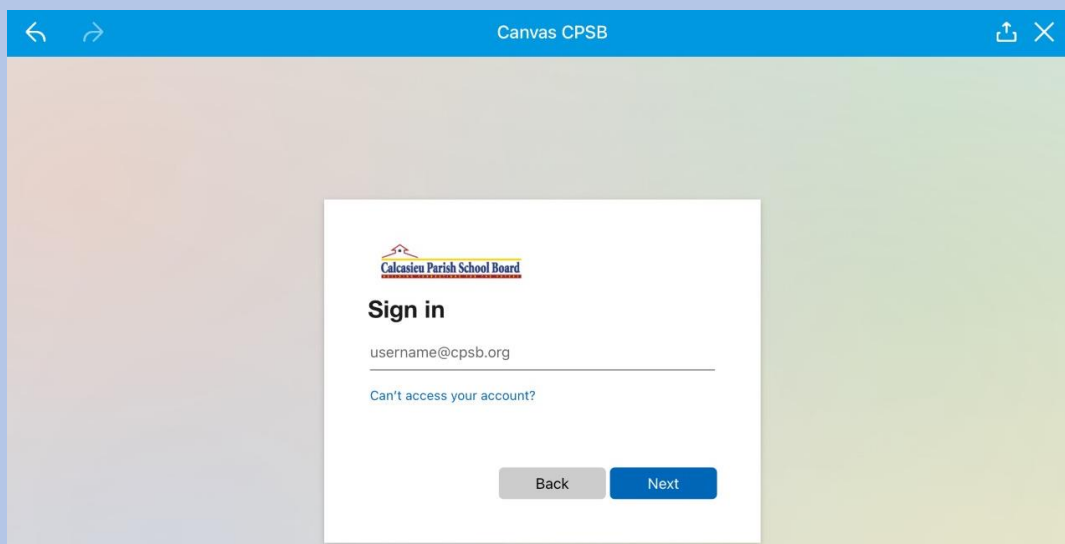 Canvas CPSB
Calcasieu Parish School Board
Sign in
username@cpsb.org
Can't access your account?
Back
Next